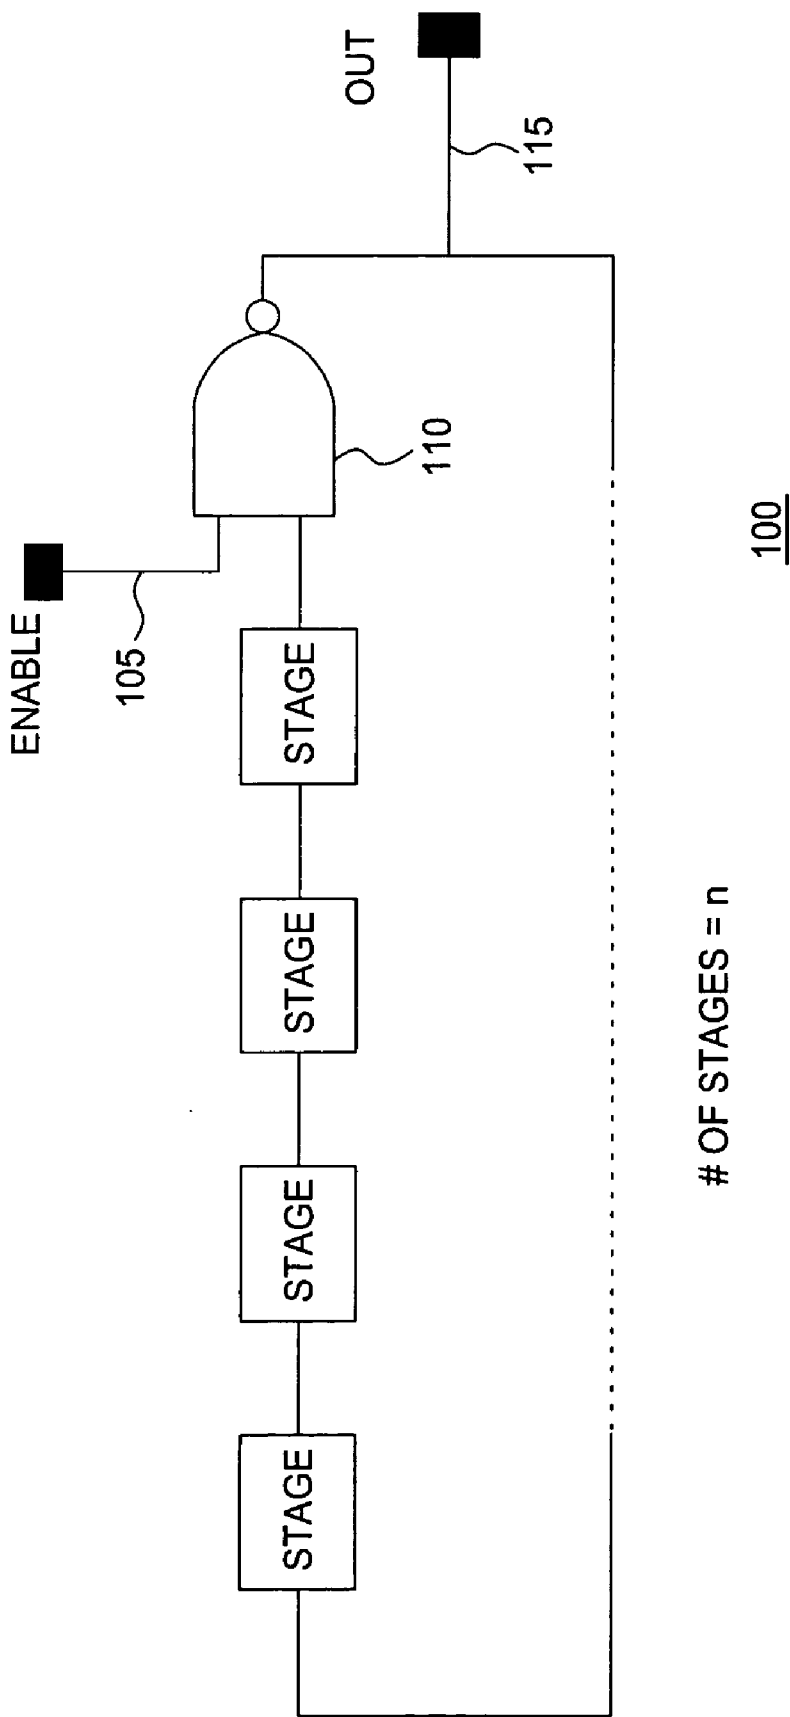 ENABLE
OUT
105
115
110
STAGE
STAGE
STAGE
STAGE
# OF STAGES = n
100